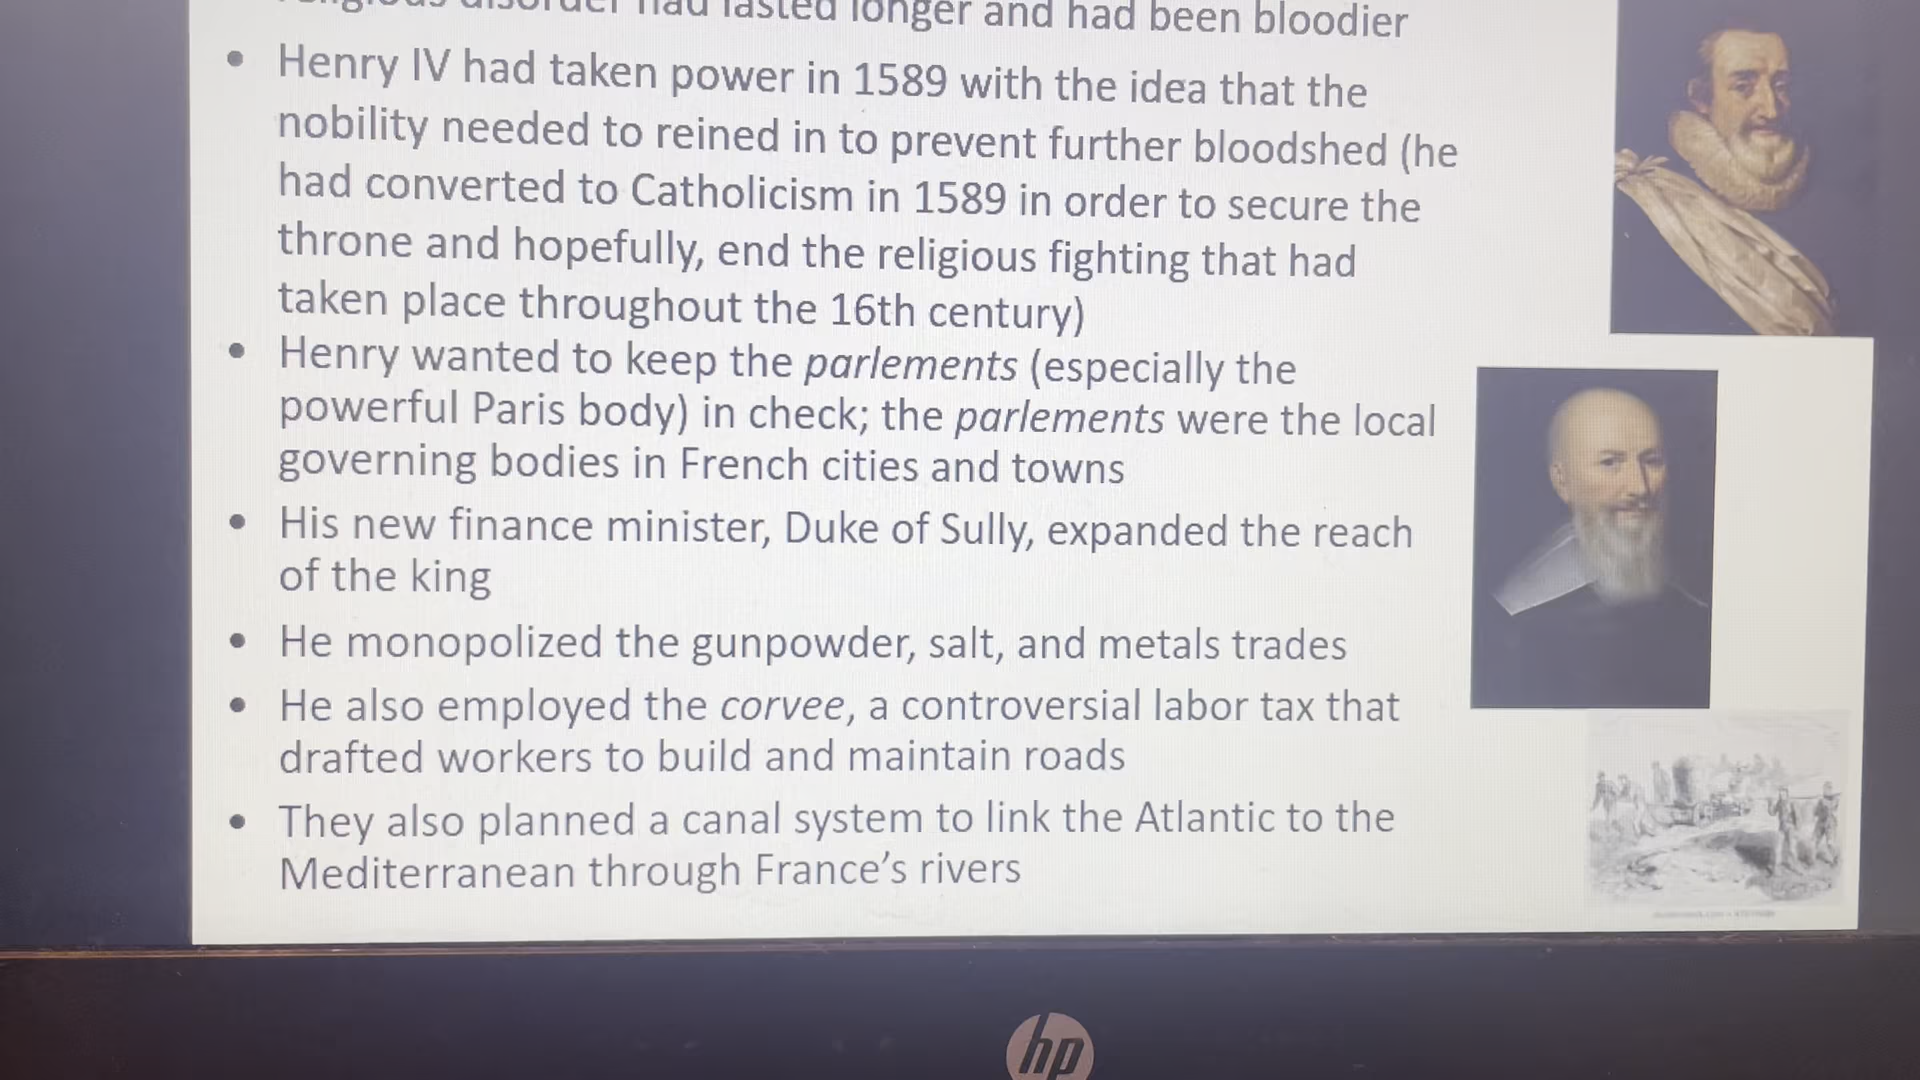 religious disorder had lasted longer and had been bloodier
• Henry IV had taken power in 1589 with the idea that the
nobility needed to reined in to prevent further bloodshed (he
had converted to Catholicism in 1589 in order to secure the
throne and hopefully, end the religious fighting that had
taken place throughout the 16th century)
• Henry wanted to keep the parlements (especially the
powerful Paris body) in check; the parlements were the local
governing bodies in French cities and towns
• His new finance minister, Duke of Sully, expanded the reach
of the king
• He monopolized the gunpowder, salt, and metals trades
• He also employed the corvee, a controversial labor tax that
drafted workers to build and maintain roads
• They also planned a canal system to link the Atlantic to the
Mediterranean through France's rivers
hp